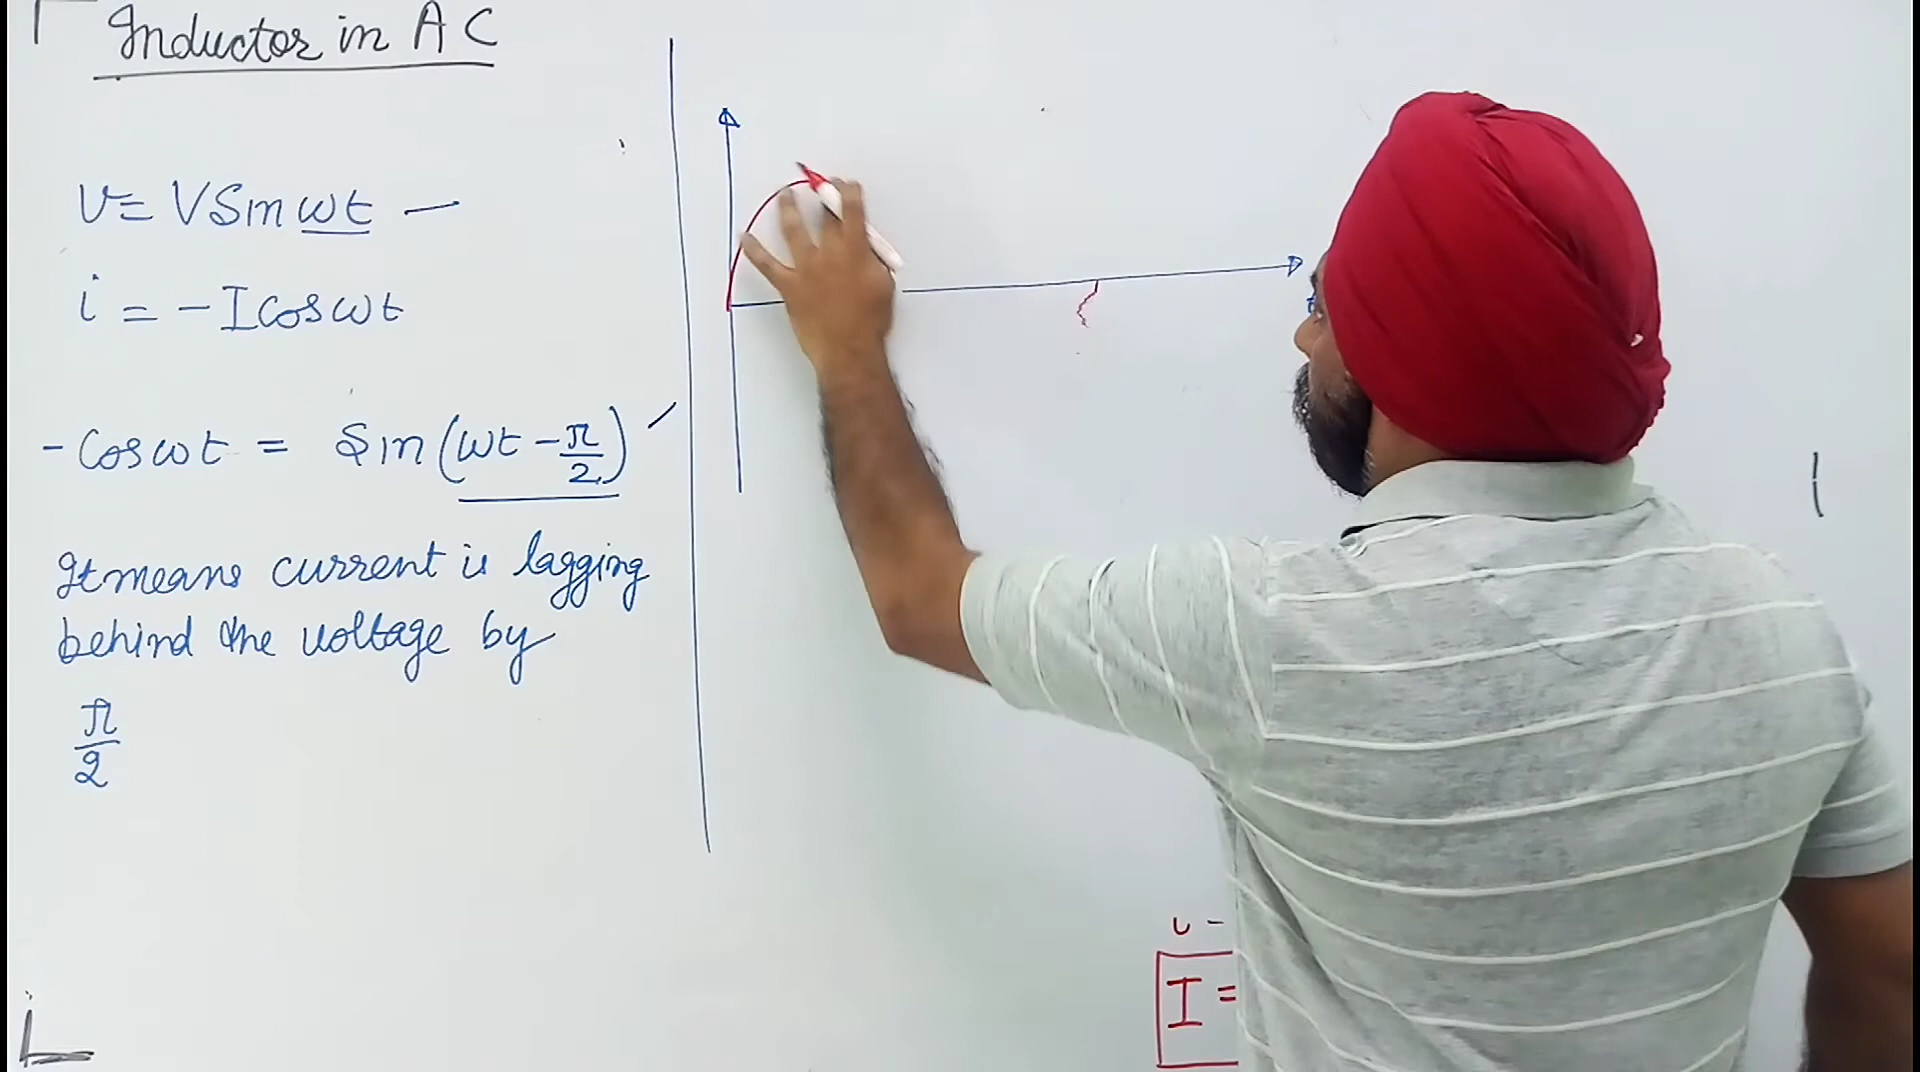 Inductor in AC
v = V Sin ωt —
i = - I cos ωt
- Cos ωt = Sin (ωt - π/2)
It means current is lagging
behind the voltage by
π
2
I =